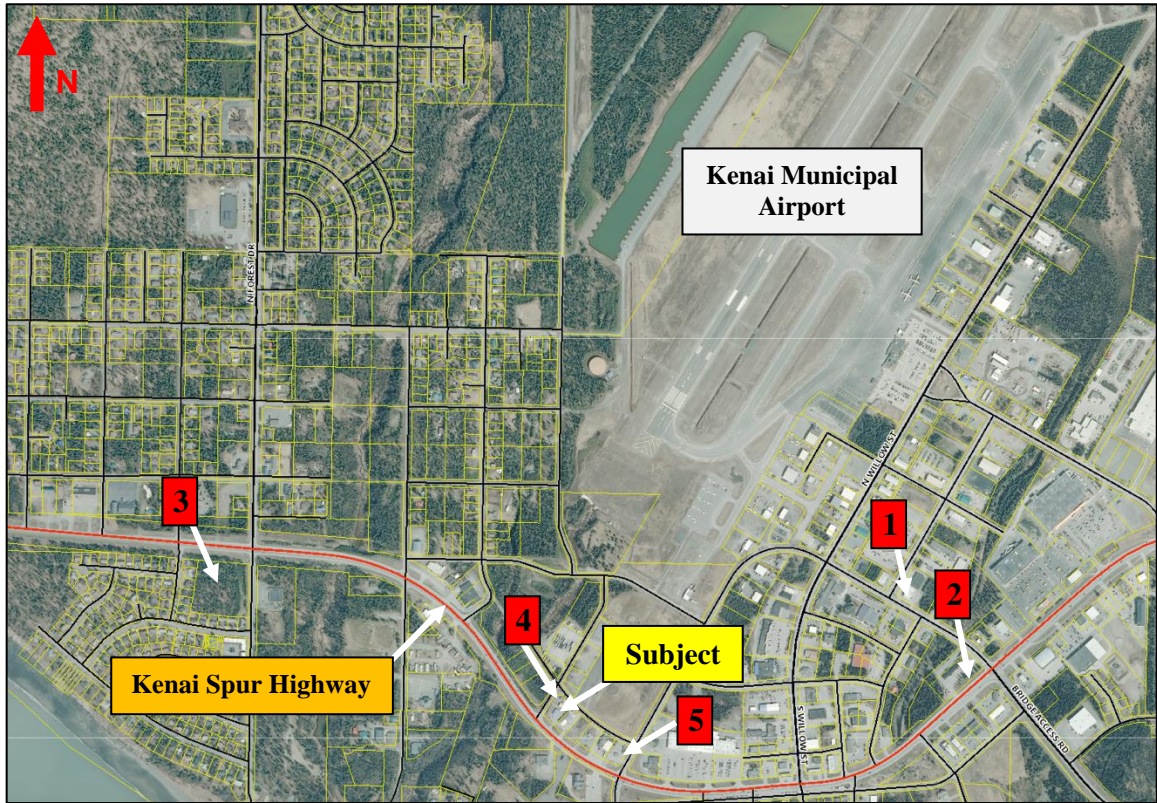 N
Kenai Municipal
Airport
N FOREST DR
N WILLOW ST
3
1
2
4
Subject
Kenai Spur Highway
5
S WILLOW ST
BRIDGE ACCESS RD